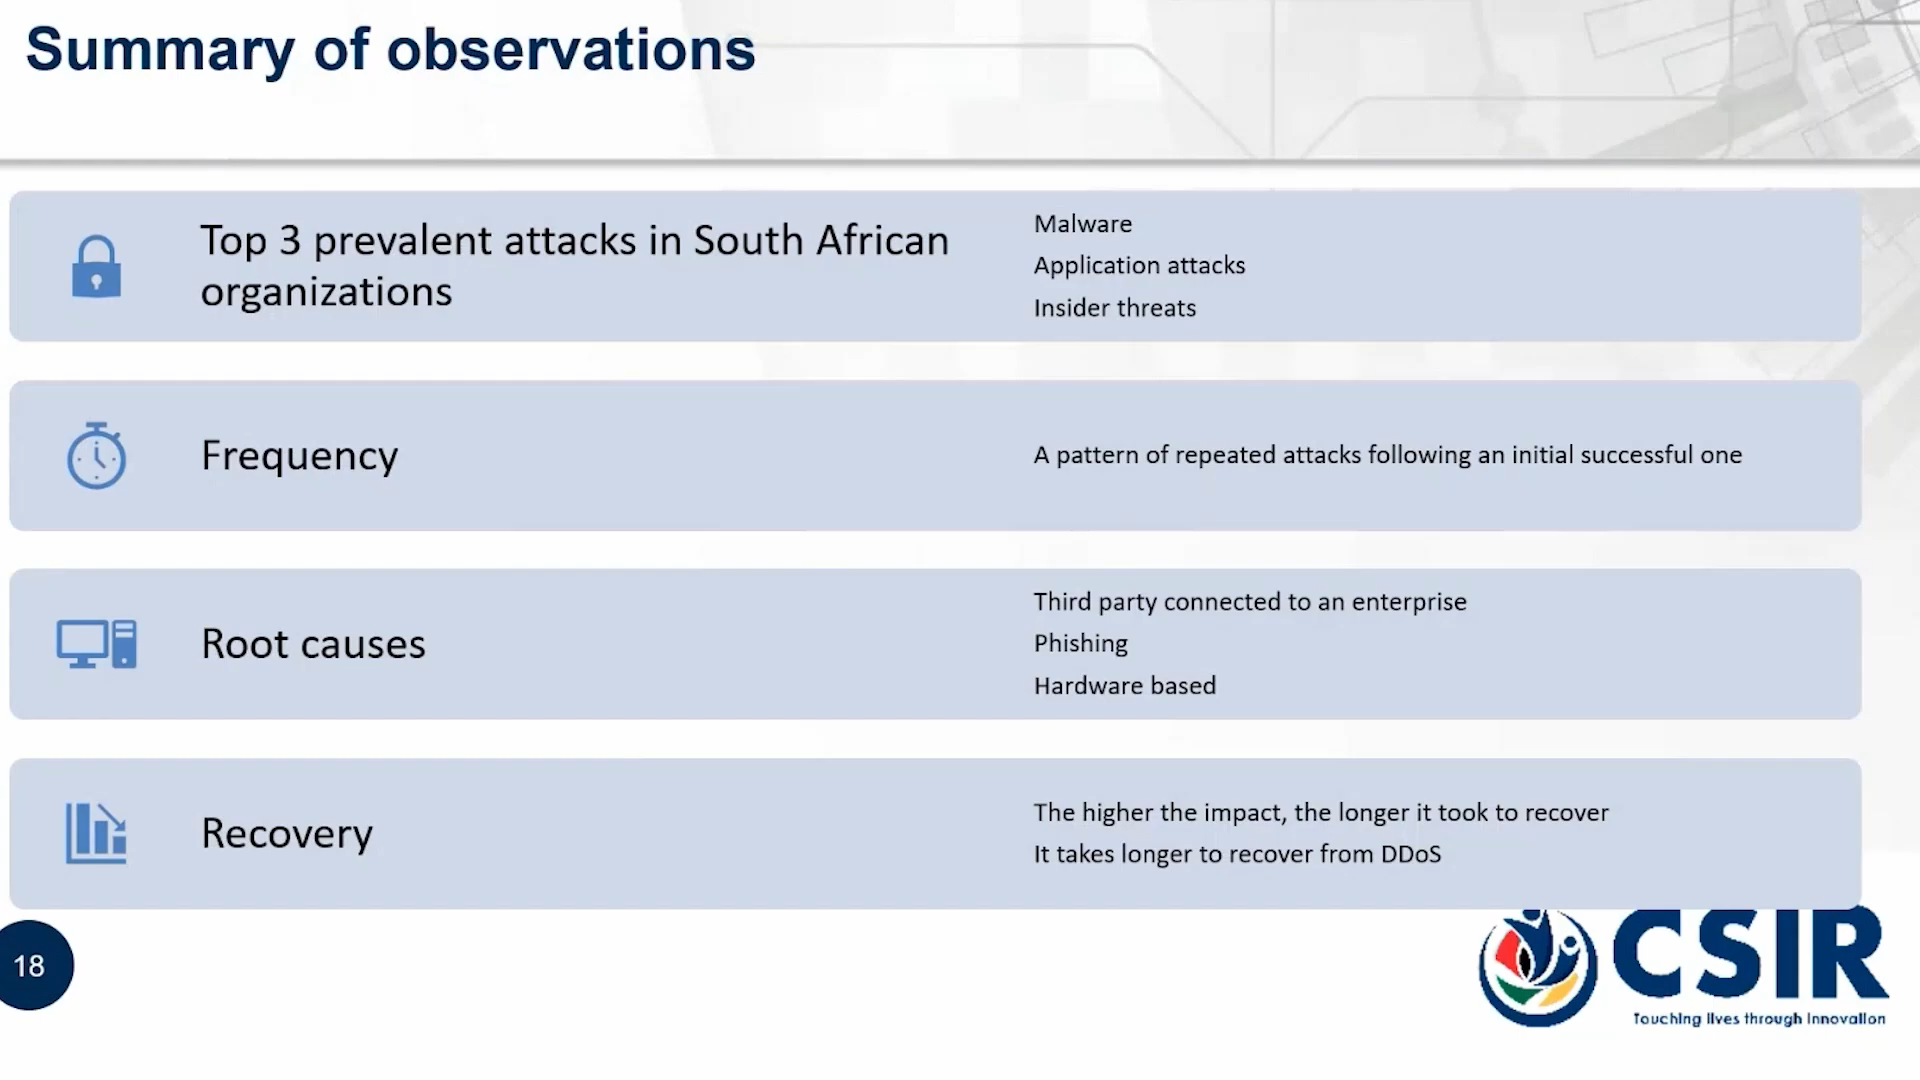 Summary of observations
Top 3 prevalent attacks in South African
organizations
Malware
Application attacks
Insider threats
Frequency
A pattern of repeated attacks following an initial successful one
Root causes
Third party connected to an enterprise
Phishing
Hardware based
Recovery
The higher the impact, the longer it took to recover
It takes longer to recover from DDoS
18
CSIR
Touching lives through innovation